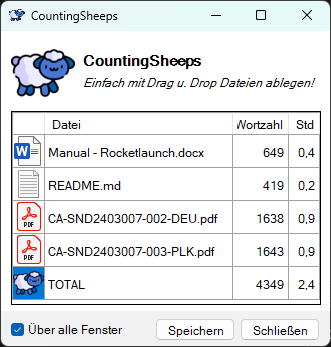 CountingSheeps
CountingSheeps
Einfach mit Drag u. Drop Dateien ablegen!
Datei Wortzahl Std
Manual - Rocketlaunch.docx 649 0,4
README.md 419 0,2
CA-SND2403007-002-DEU.pdf 1638 0,9
CA-SND2403007-003-PLK.pdf 1643 0,9
TOTAL 4349 2,4
W
PDF
PDF
Über alle Fenster Speichern Schließen